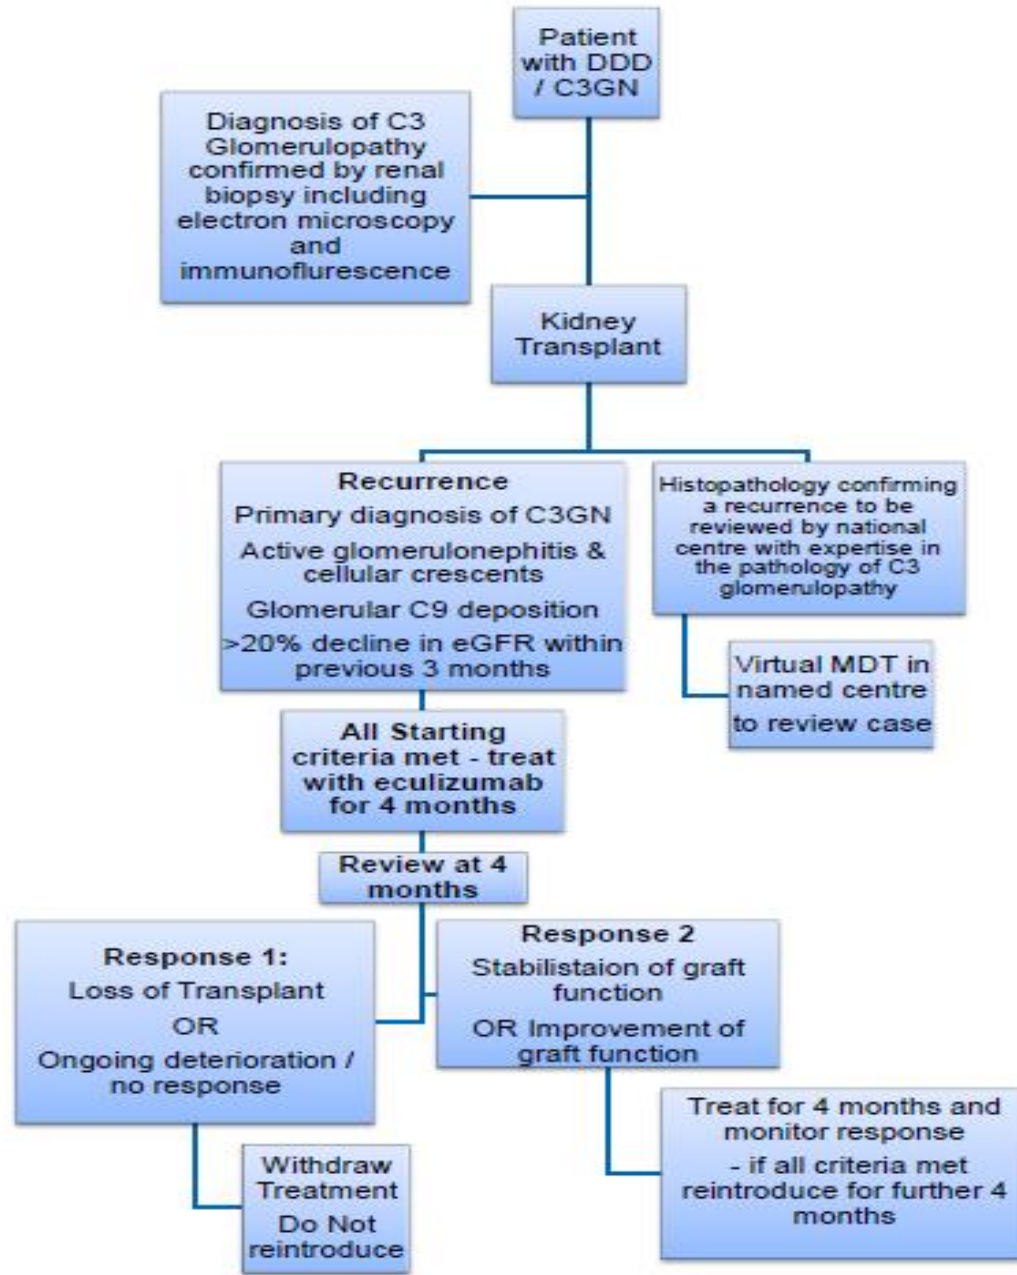 Patient
with DDD
/ C3GN
Diagnosis of C3
Glomerulopathy
confirmed by renal
biopsy including
electron microscopy
and
immunoflurescence
Kidney
Transplant
Recurrence
Primary diagnosis of C3GN
Active glomerulonephitis &
cellular crescents
Glomerular C9 deposition
>20% decline in eGFR within
previous 3 months
Histopathology confirming
a recurrence to be
reviewed by national
centre with expertise in
the pathology of C3
glomerulopathy
Virtual MDT in
named centre
to review case
All Starting
criteria met - treat
with eculizumab
for 4 months
Review at 4
months
Response 1:
Loss of Transplant
OR
Ongoing deterioration /
no response
Response 2
Stabilistaion of graft
function
OR Improvement of
graft function
Withdraw
Treatment
Do Not
reintroduce
Treat for 4 months and
monitor response
- if all criteria met
reintroduce for further 4
months